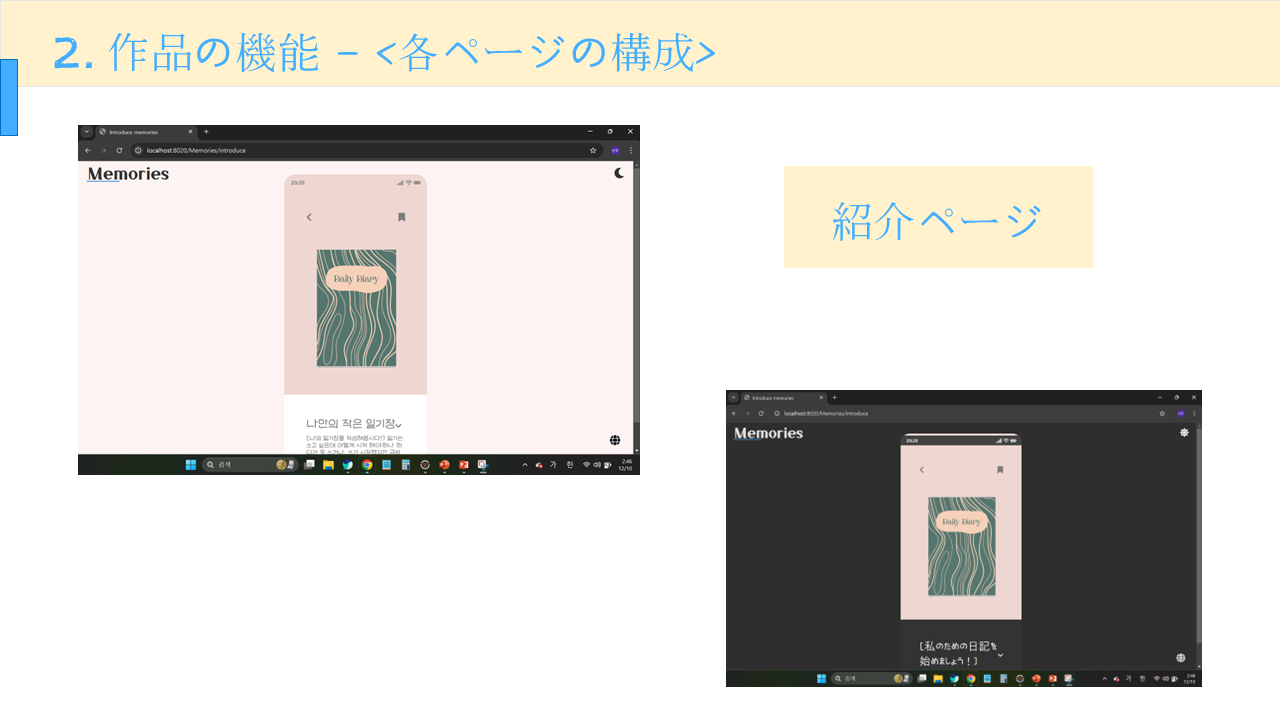 2. 作品の機能 – <各ページの構成>
Introduce memories
localhost:8020/Memories/introduce
Memories
20:20
Daily Diary
나만의 작은 일기장
검색
가
한
2:46
12/10
紹介ページ
Introduce memories
localhost:8020/Memories/introduce
Memories
20:20
Daily Diary
[私のための日記を
始めましょう！]
검색
가
한
2:46
12/10